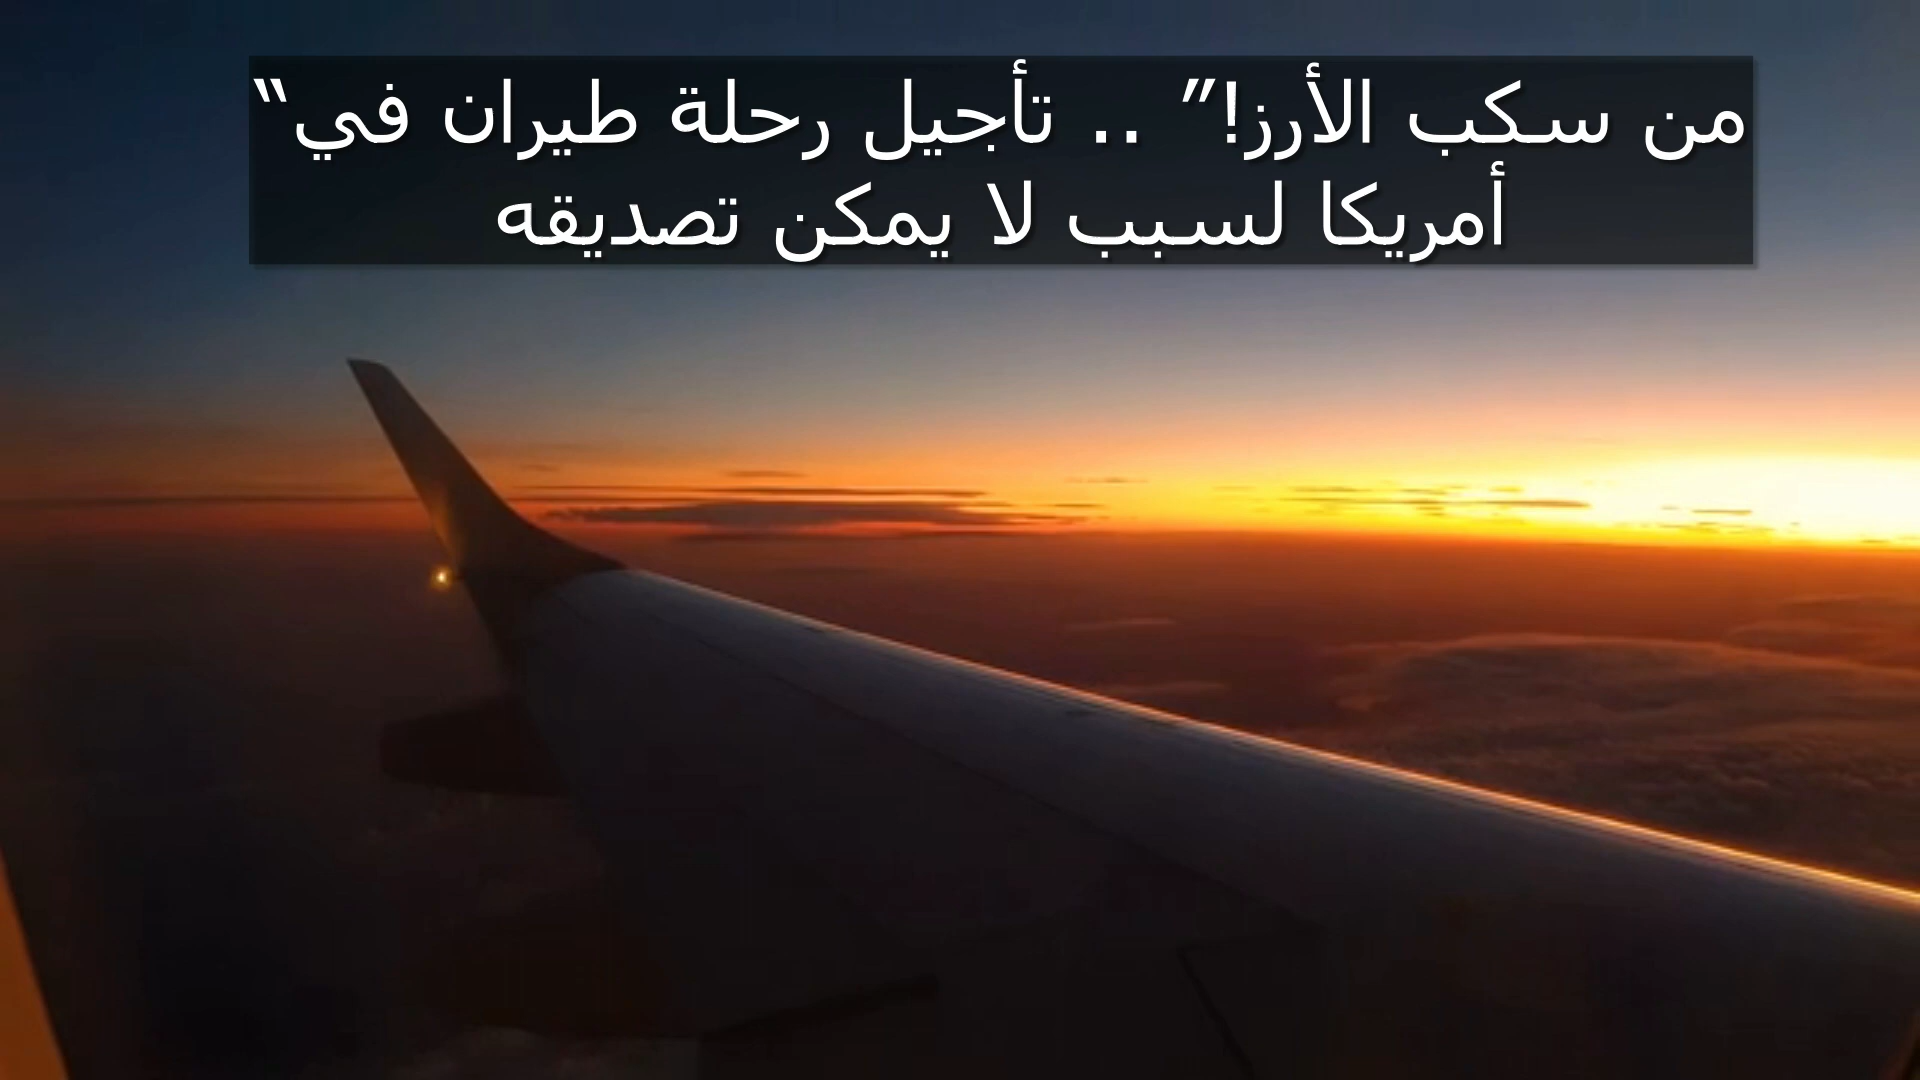 “من سكب الأرز!” .. تأجيل رحلة طيران في
أمريكا لسبب لا يمكن تصديقه